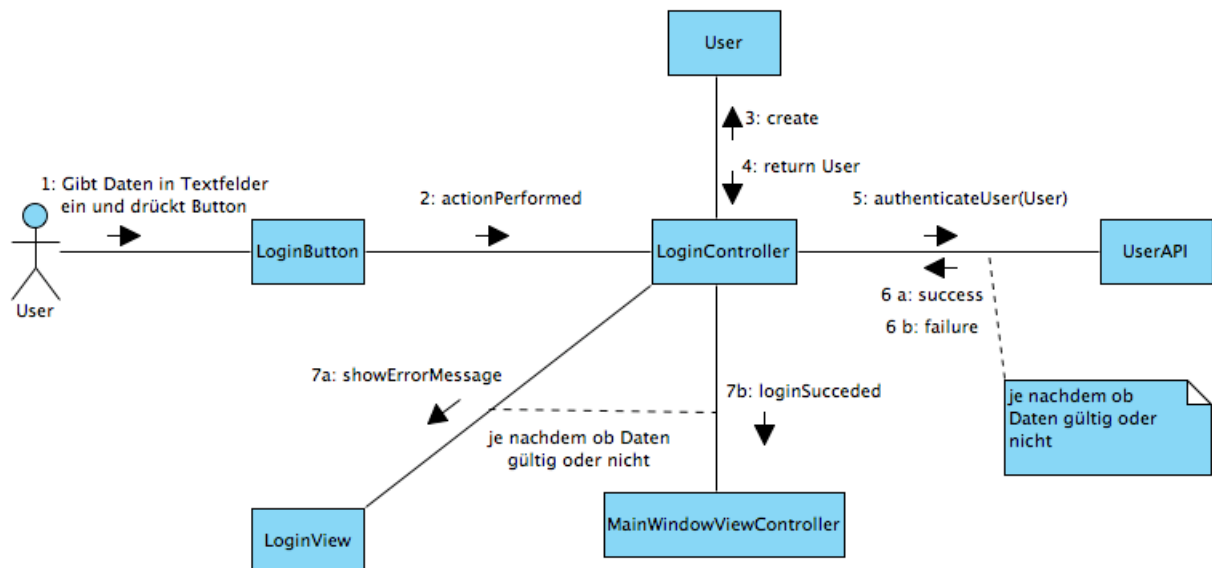 User
3: create
4: return User
1: Gibt Daten in Textfelder
ein und drückt Button
2: actionPerformed
5: authenticateUser(User)
LoginButton
LoginController
UserAPI
User
6 a: success
6 b: failure
7a: showErrorMessage
7b: loginSucceded
je nachdem ob
Daten gültig oder
nicht
je nachdem ob Daten
gültig oder nicht
LoginView
MainWindowViewController